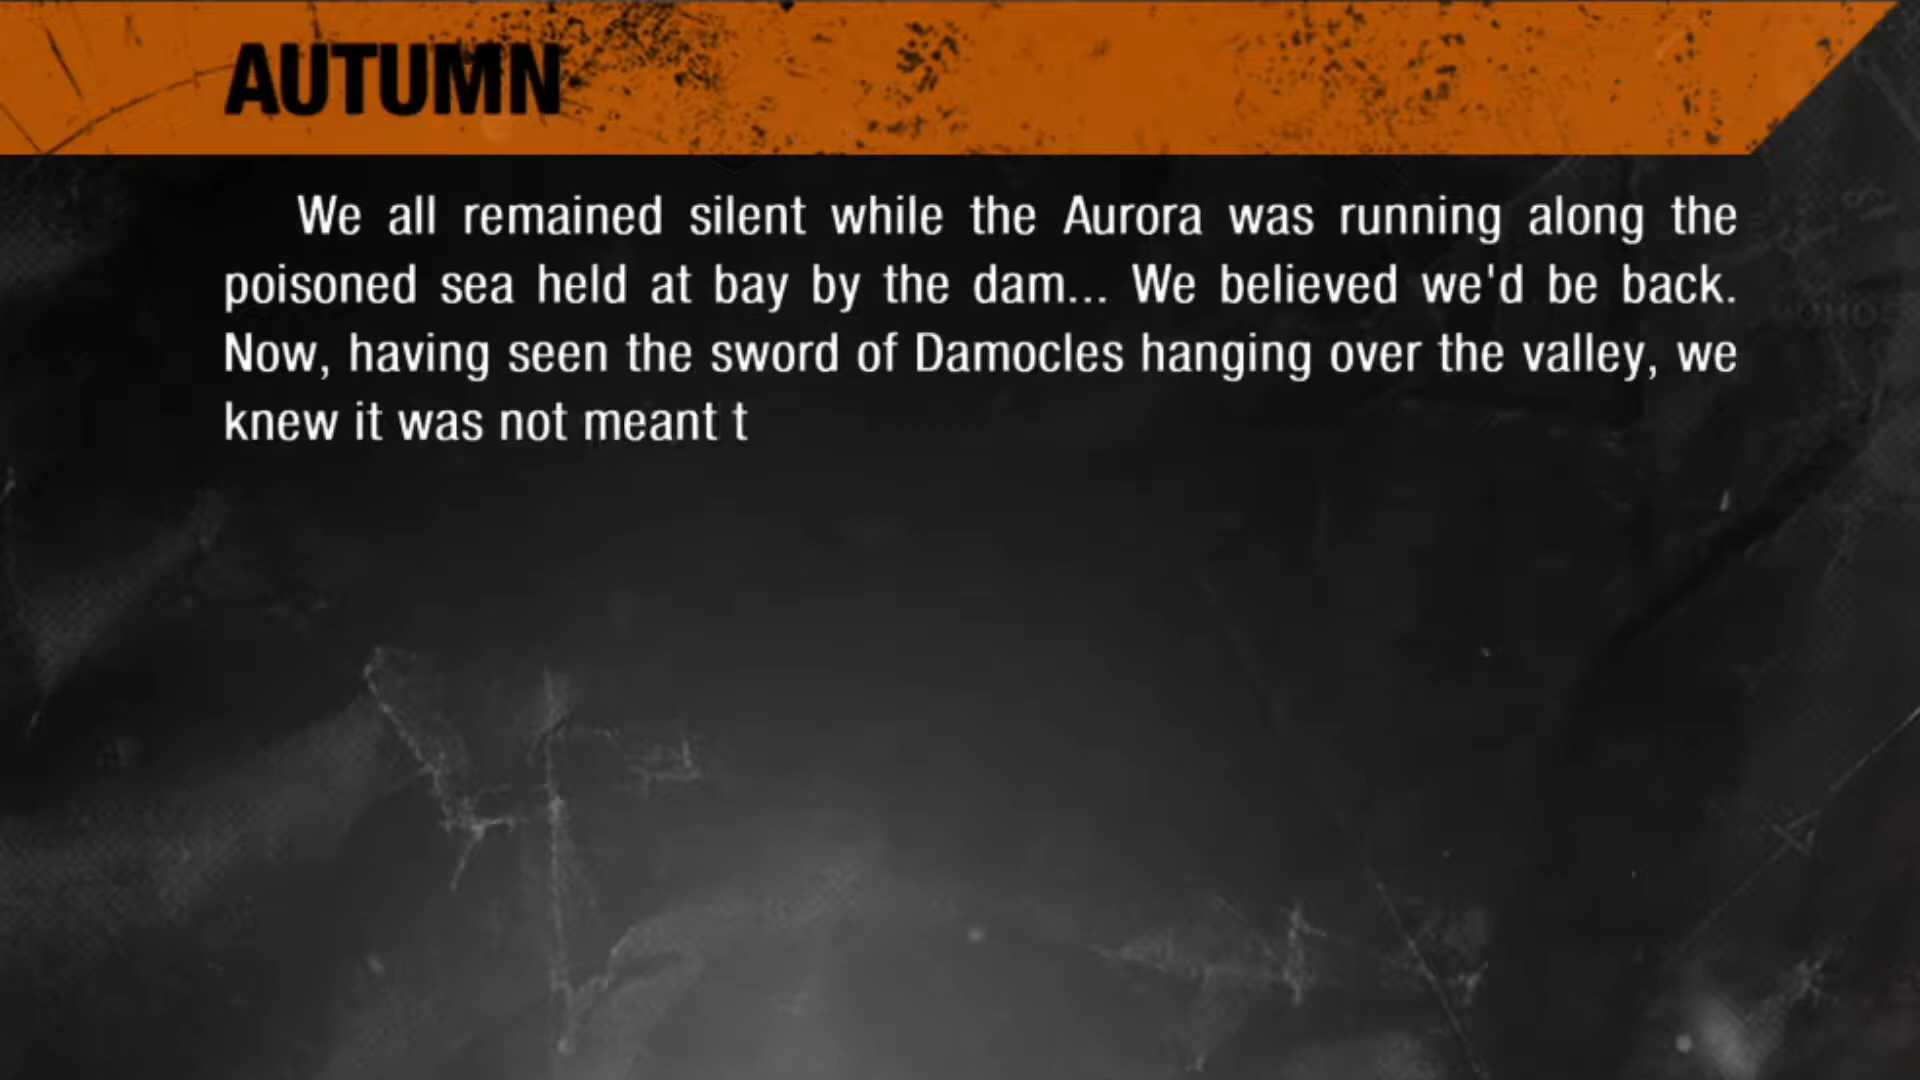 AUTUMN
We all remained silent while the Aurora was running along the
poisoned sea held at bay by the dam... We believed we'd be back.
Now, having seen the sword of Damocles hanging over the valley, we
knew it was not meant t